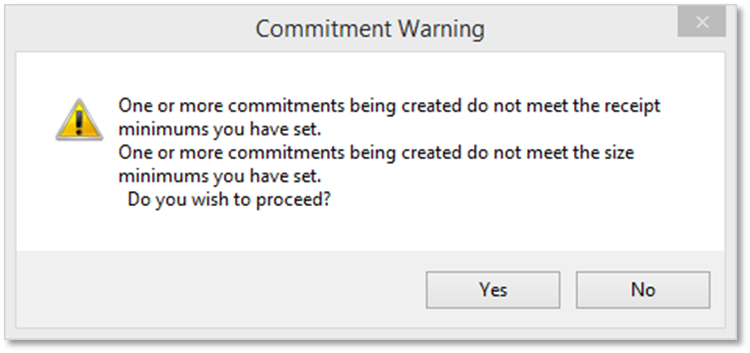 Commitment Warning
One or more commitments being created do not meet the receipt
minimums you have set.
One or more commitments being created do not meet the size
minimums you have set.
Do you wish to proceed?
Yes
No